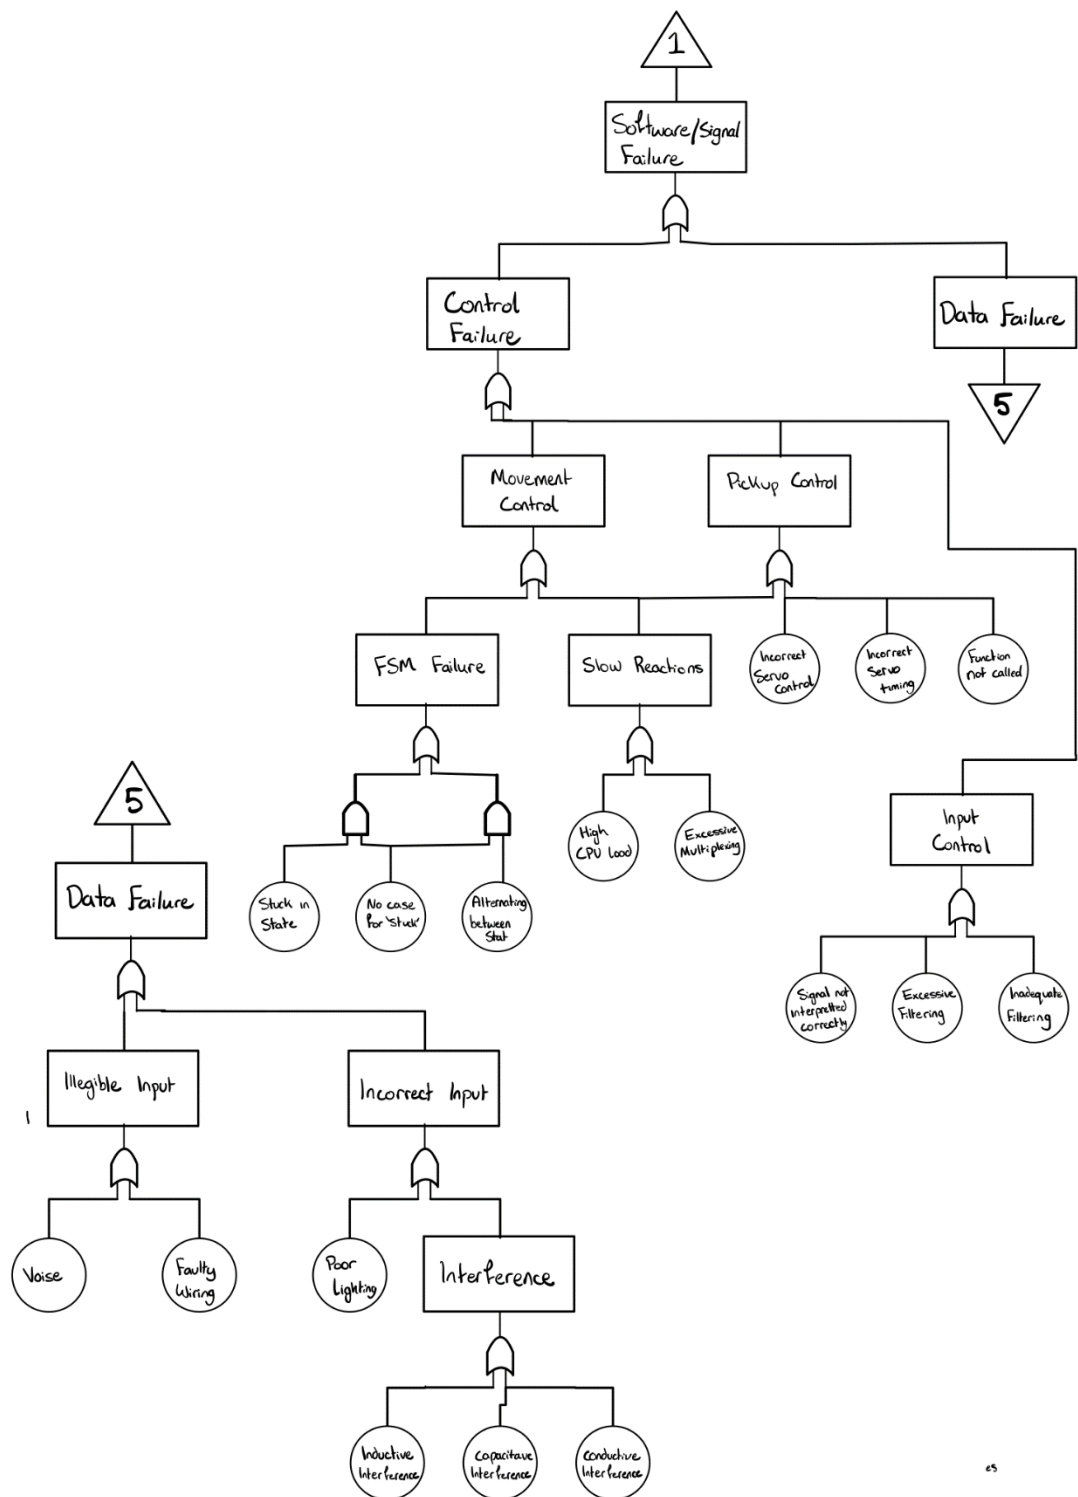 1
Software/Signal
Failure
Control
Failure
Data Failure
5
Movement
Control
Pickup Control
FSM Failure
Slow Reactions
Incorrect
Servo
Control
Incorrect
Servo
timing
Function
not called
5
Data Failure
Stuck in
State
No case
for 'Stuck'
Alternating
between
Stat
High
CPU Load
Excessive
Multiplexing
Input
Control
Signal not
Interpretted
correctly
Excessive
Filtering
Inadequate
Filtering
Illegible Input
Incorrect Input
Noise
Faulty
Wiring
Poor
Lighting
Interference
Inductive
Interference
Capacitave
Interference
Conductive
Interference
es